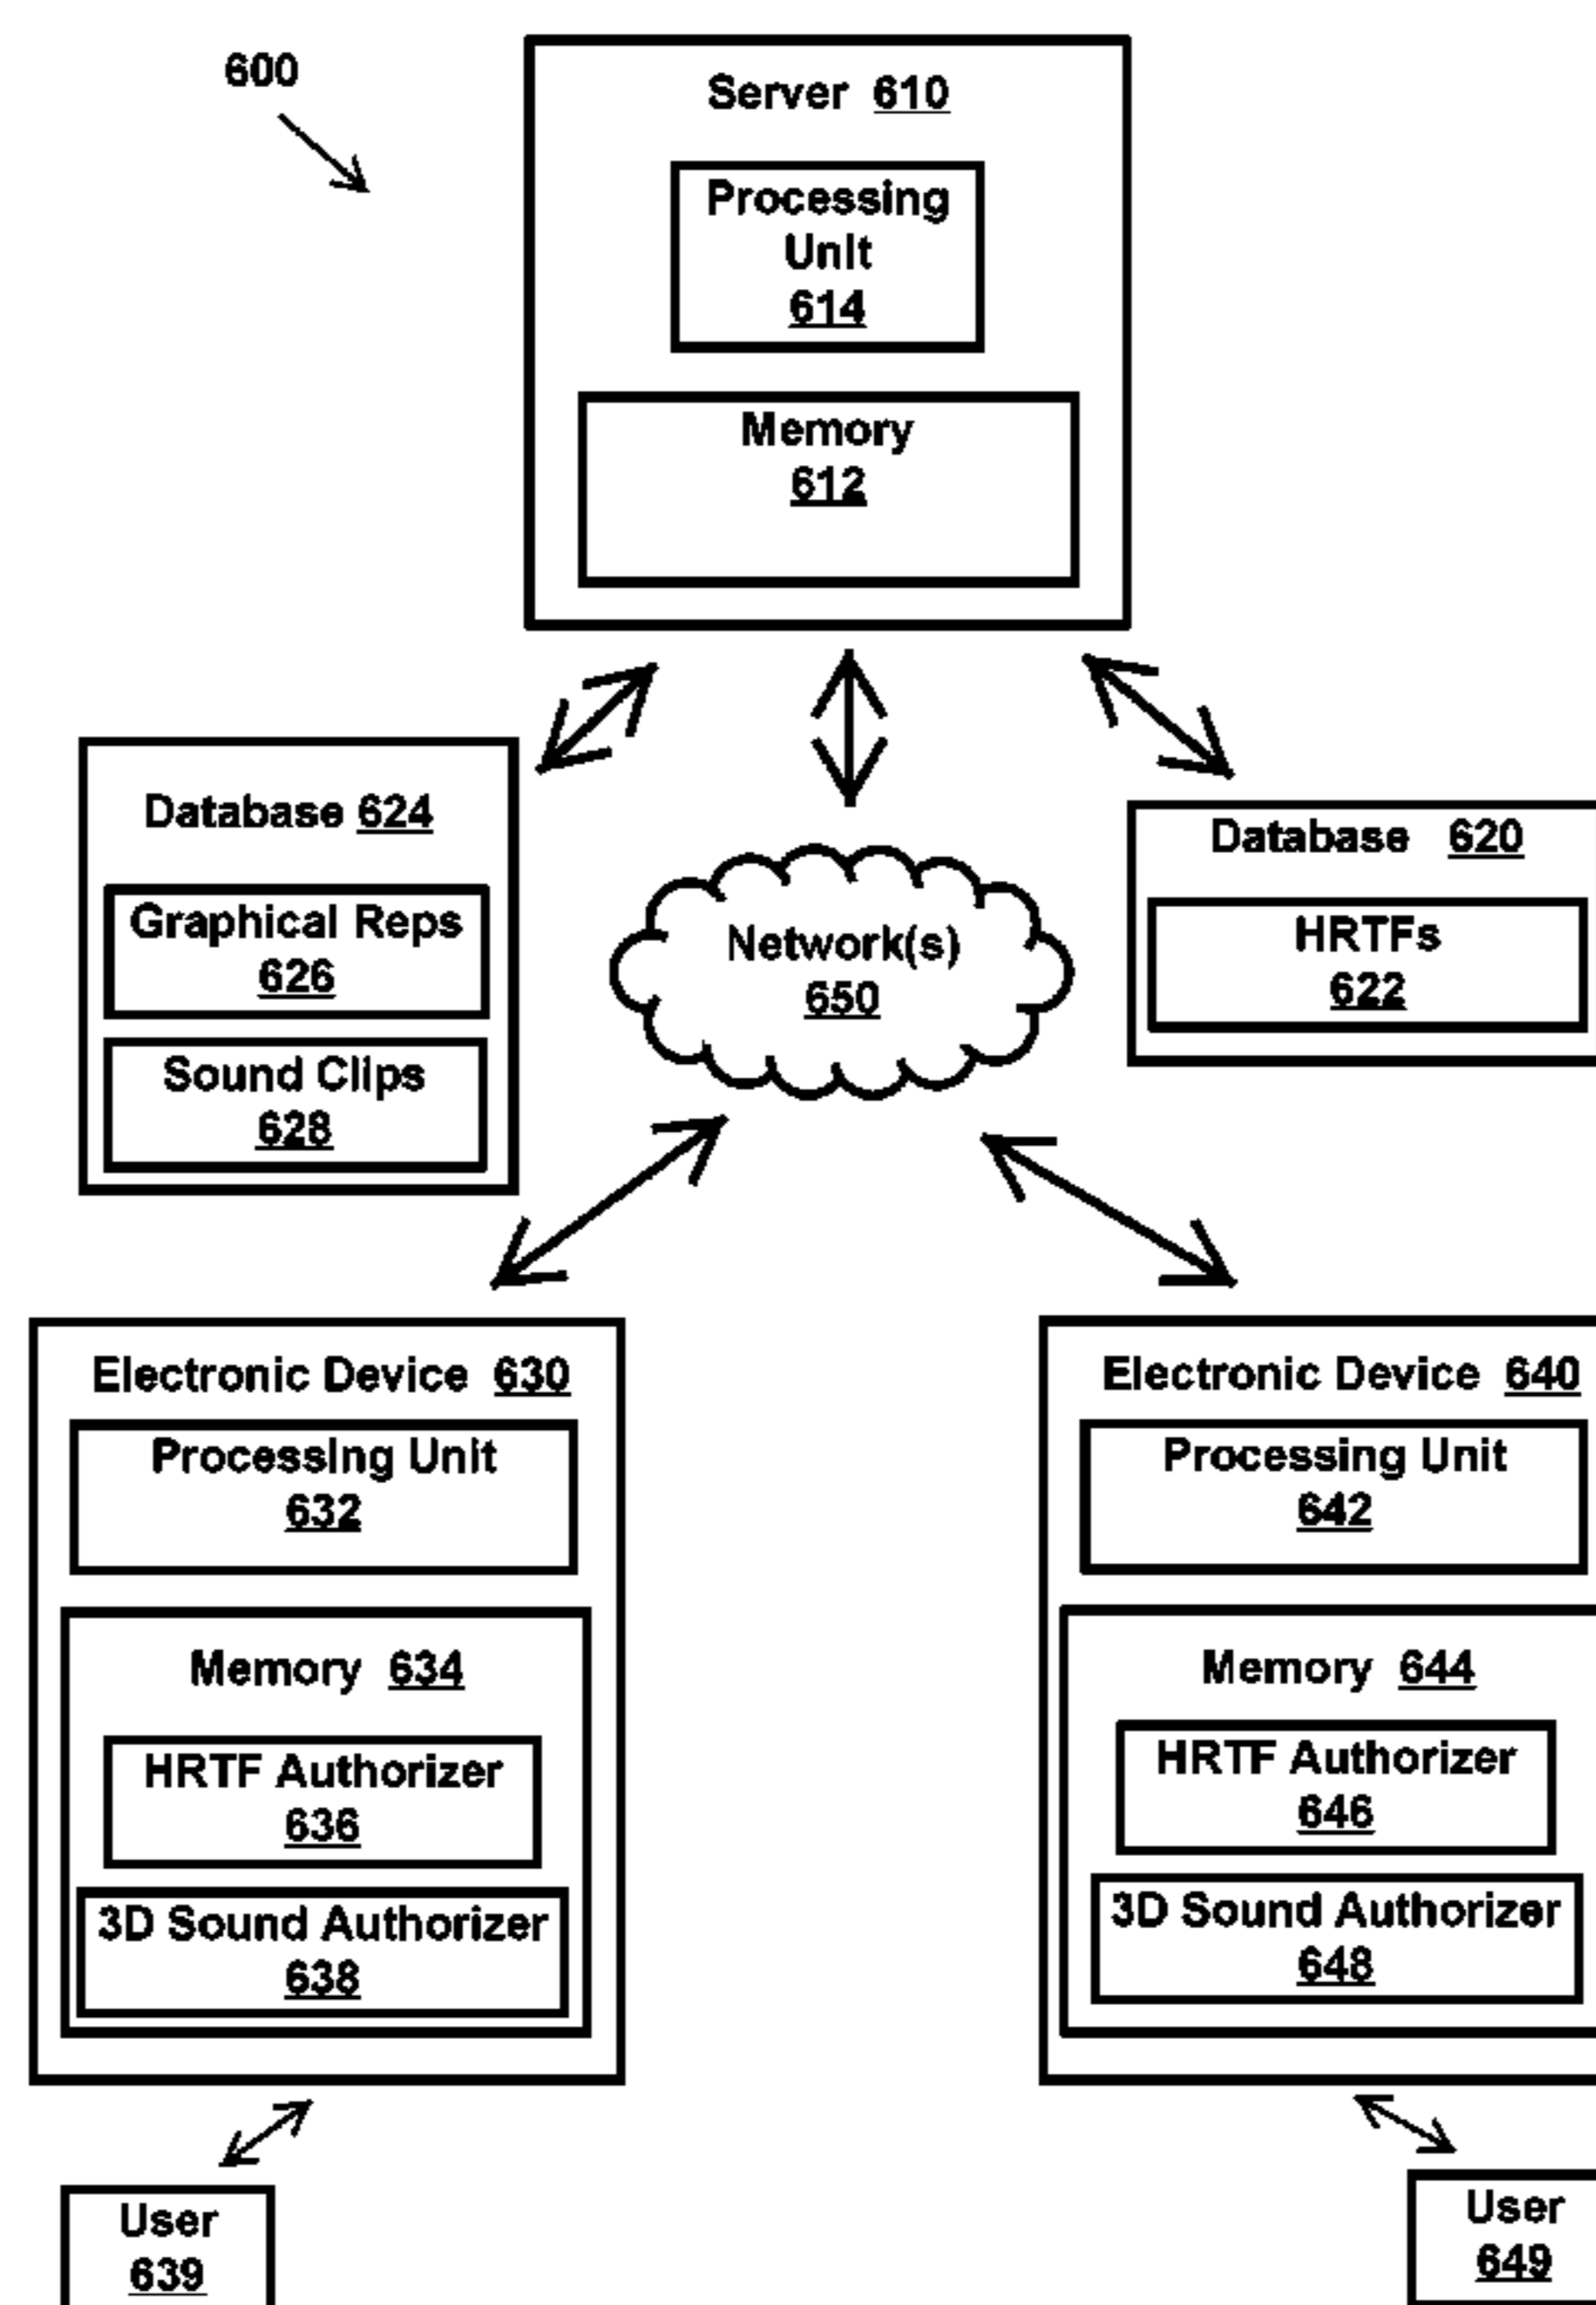 600
Server 610
Processing
Unit
614
Memory
612
Database 624
Graphical Reps
626
Sound Clips
628
Network(s)
650
Database 620
HRTFs
622
Electronic Device 630
Processing Unit
632
Memory 634
HRTF Authorizer
636
3D Sound Authorizer
638
User
639
Electronic Device 640
Processing Unit
642
Memory 644
HRTF Authorizer
646
3D Sound Authorizer
648
User
649